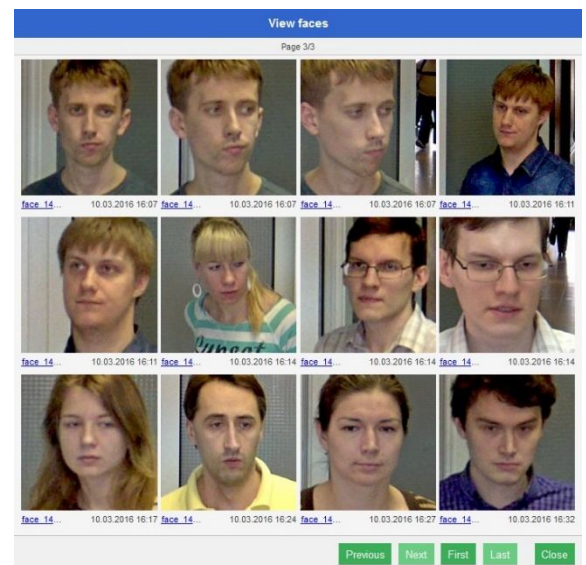 View faces
Page 3/3
face_14... 10.03.2016 16:07 face_14... 10.03.2016 16:07 face_14... 10.03.2016 16:07 face_14... 10.03.2016 16:11
face_14... 10.03.2016 16:11 face_14... 10.03.2016 16:14 face_14... 10.03.2016 16:14 face_14... 10.03.2016 16:14
face_14... 10.03.2016 16:17 face_14... 10.03.2016 16:24 face_14... 10.03.2016 16:27 face_14... 10.03.2016 16:32
Previous Next First Last Close